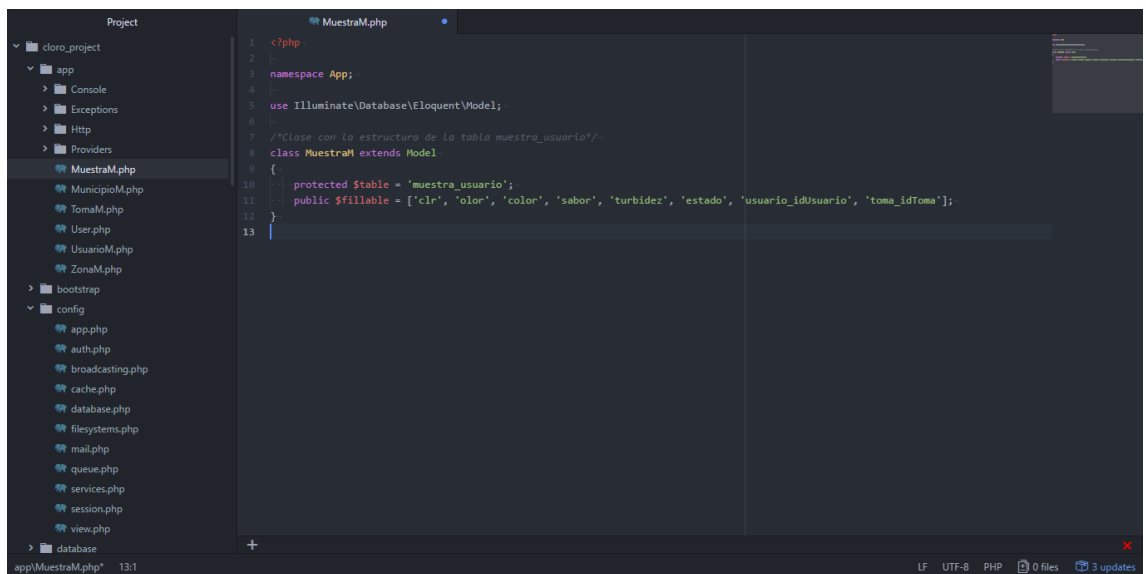 Project
cloro_project
app
Console
Exceptions
Http
Providers
MuestraM.php
MunicipioM.php
TomaM.php
User.php
UsuarioM.php
ZonaM.php
bootstrap
config
app.php
auth.php
broadcasting.php
cache.php
database.php
filesystems.php
mail.php
queue.php
services.php
session.php
view.php
database
MuestraM.php
1 <?php
2
3 namespace App;
4
5 use Illuminate\Database\Eloquent\Model;
6
7 /*Clase con la estructura de la tabla muestra_usuario*/
8 class MuestraM extends Model
9 {
10 protected $table = 'muestra_usuario';
11 public $fillable = ['clr', 'olor', 'color', 'sabor', 'turbidez', 'estado', 'usuario_idUsuario', 'toma_idToma'];
12 }
13
app\MuestraM.php* 13:1 LF UTF-8 PHP 0 files 3 updates